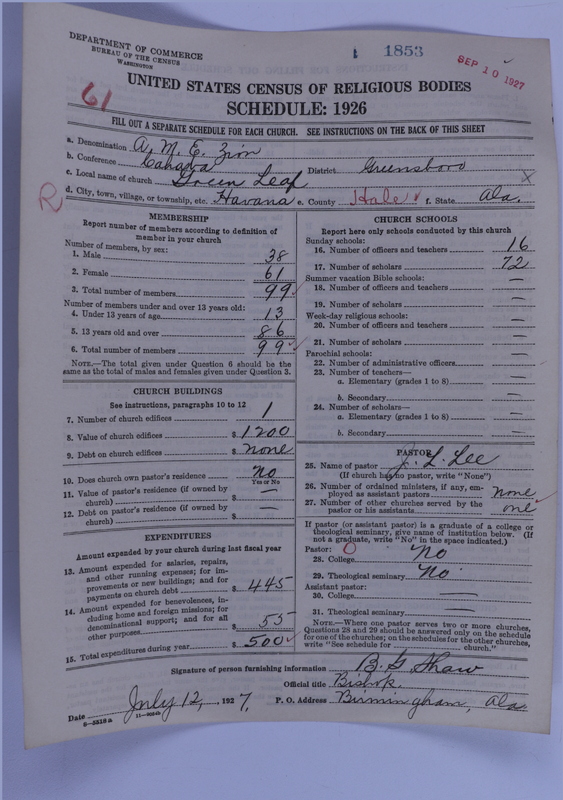 DEPARTMENT OF COMMERCE
BUREAU OF THE CENSUS
WASHINGTON
1 1853
SEP 10 1927
61
UNITED STATES CENSUS OF RELIGIOUS BODIES
SCHEDULE: 1926
FILL OUT A SEPARATE SCHEDULE FOR EACH CHURCH. SEE INSTRUCTIONS ON THE BACK OF THIS SHEET
a. Denomination A. M. E. Zion
b. Conference Cahaba District Greensboro
c. Local name of church Green Leaf x
R d. City, town, village, or township, etc. Havana e. County Hale f. State Ala.
MEMBERSHIP
Report number of members according to definition of
member in your church
Number of members, by sex:
1. Male 38
2. Female 61
3. Total number of members 99
Number of members under and over 13 years old:
4. Under 13 years of age 13
5. 13 years old and over 86
6. Total number of members 99
NOTE.—The total given under Question 6 should be the
same as the total of males and females given under Question 3.
CHURCH BUILDINGS
See instructions, paragraphs 10 to 12
7. Number of church edifices 1
8. Value of church edifices $ 1200
9. Debt on church edifices $ none
10. Does church own pastor's residence? no
Yes or No
11. Value of pastor's residence (if owned by
church) $ —
12. Debt on pastor's residence (if owned by
church) $ —
EXPENDITURES
Amount expended by your church during last fiscal year
13. Amount expended for salaries, repairs,
and other running expenses; for im-
provements or new buildings; and for
payments on church debt $ 445
14. Amount expended for benevolences, in-
cluding home and foreign missions; for
denominational support; and for all
other purposes $ 55
15. Total expenditures during year $ 500
CHURCH SCHOOLS
Report here only schools conducted by this church
Sunday schools:
16. Number of officers and teachers 16
17. Number of scholars 72
Summer vacation Bible schools:
18. Number of officers and teachers —
19. Number of scholars —
Week-day religious schools:
20. Number of officers and teachers —
21. Number of scholars —
Parochial schools:
22. Number of administrative officers —
23. Number of teachers—
a. Elementary (grades 1 to 8) —
b. Secondary —
24. Number of scholars—
a. Elementary (grades 1 to 8) —
b. Secondary —
PASTOR
25. Name of pastor J. L. Lee
(If church has no pastor, write "None")
26. Number of ordained ministers, if any, em-
ployed as assistant pastors none
27. Number of other churches served by the
pastor or his assistants one
If pastor (or assistant pastor) is a graduate of a college or
theological seminary, give name of institution below. (If
not a graduate, write "No" in the space indicated.)
Pastor: 0
28. College No
29. Theological seminary No
Assistant pastor:
30. College —
31. Theological seminary —
NOTE.—Where one pastor serves two or more churches,
Questions 28 and 29 should be answered only on the schedule
for one of the churches; on the schedules for the other churches,
write "See schedule for church."
Signature of person furnishing information B. G. Shaw
Official title Bishop.
Date July 12, 1927, P. O. Address Birmingham, Ala
8—5518 a